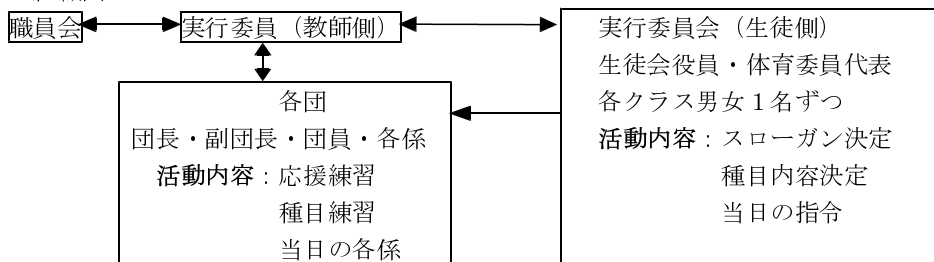 職員会
実行委員（教師側）
実行委員会（生徒側）
生徒会役員・体育委員代表
各クラス男女１名ずつ
活動内容：スローガン決定
種目内容決定
当日の指令
各団
団長・副団長・団員・各係
活動内容：応援練習
種目練習
当日の各係